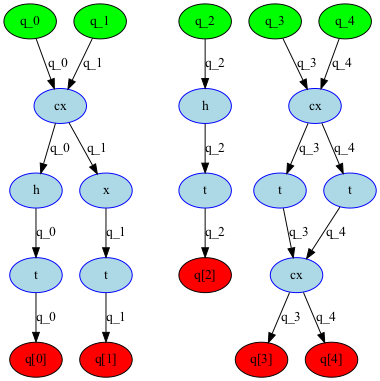 q_0 q_1 q_2 q_3 q_4
q_0 q_1 q_2 q_3 q_4
cx h cx
q_0 q_1 q_2 q_3 q_4
h x t t t
q_0 q_1 q_2 q_3 q_4
t t q[2] cx
q_0 q_1 q_3 q_4
q[0] q[1] q[3] q[4]